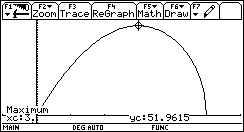 F1 F2 F3 F4 F5 F6 F7
Zoom Trace ReGraph Math Draw
Maximum
xc:3. yc:51.9615
MAIN DEG AUTO FUNC